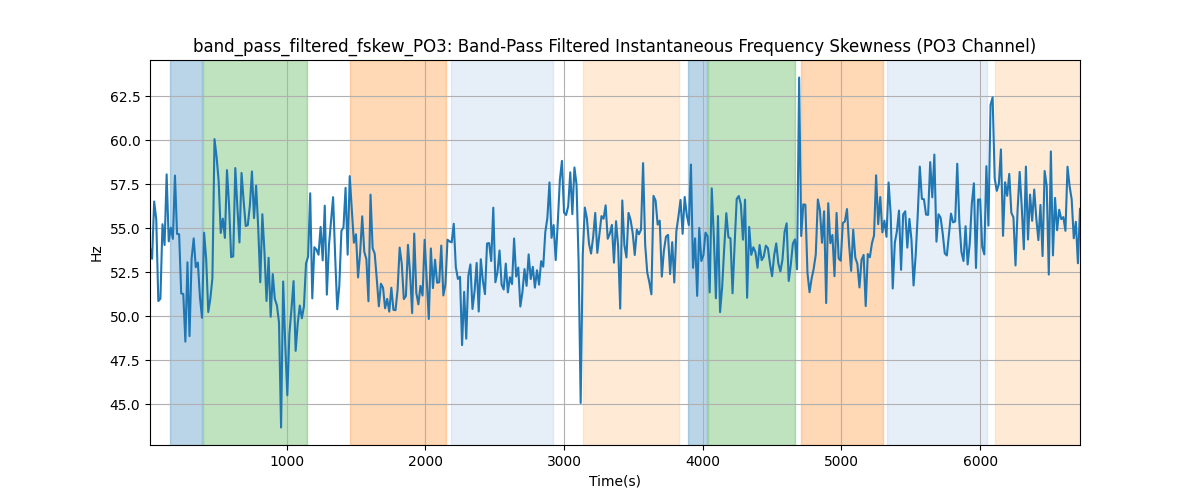 band_pass_filtered_fskew_PO3: Band-Pass Filtered Instantaneous Frequency Skewness (PO3 Channel)
62.5
60.0
57.5
55.0
52.5
50.0
47.5
45.0
Hz
1000 2000 3000 4000 5000 6000
Time(s)